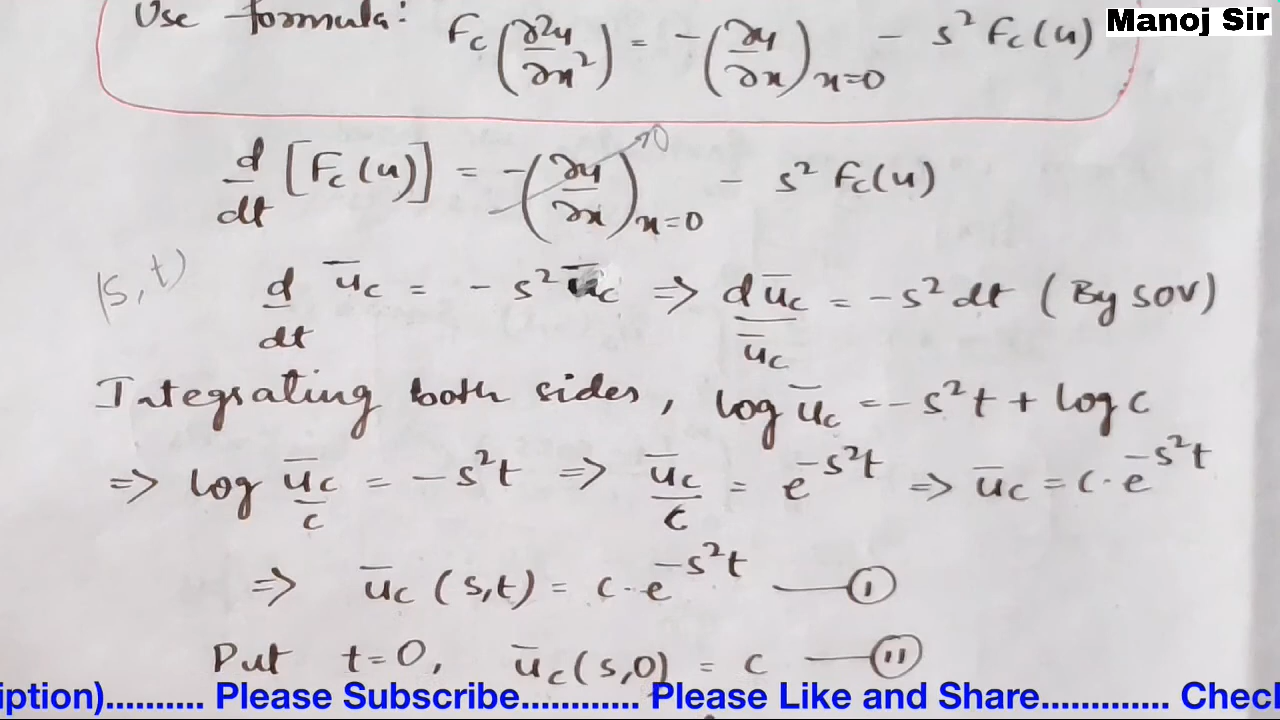 Manoj Sir
Use formula: Fc(∂²u/∂x²) = -(∂u/∂x)x=0 - s² Fc(u)
d/dt [Fc(u)] = -(∂u/∂x)x=0 - s² Fc(u)
0
(s,t)
d/dt ūc = - s² ūc ⇒ dūc/ūc = -s² dt (By SOV)
Integrating both sides, log ūc = -s²t + log c
⇒ log ūc/c = -s²t ⇒ ūc/c = e^-s²t ⇒ ūc = c·e^-s²t
⇒ ūc (s,t) = c·e^-s²t — (I)
Put t=0, ūc(s,0) = c — (II)
iption).......... Please Subscribe............ Please Like and Share............. Chec